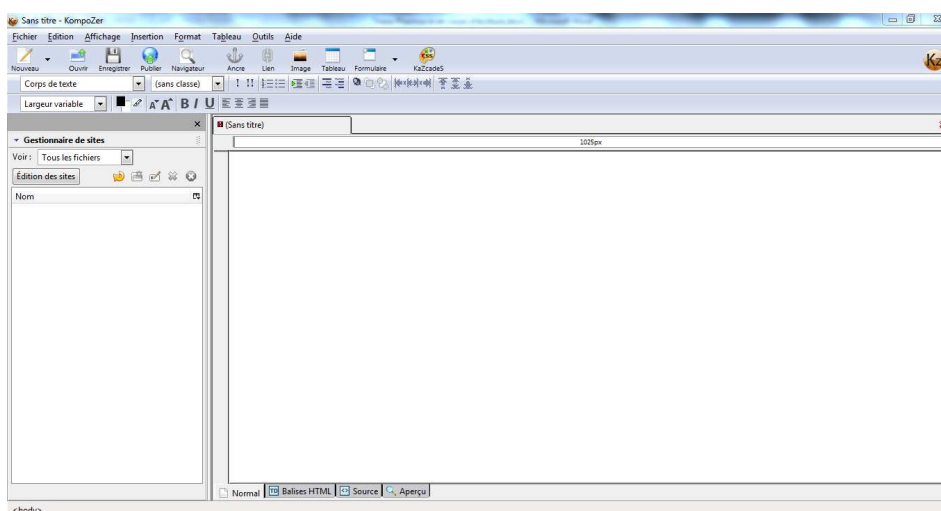 Sans titre - KompoZer
Fichier Edition Affichage Insertion Format Tableau Outils Aide
Nouveau Ouvrir Enregistrer Publier Navigateur Ancre Lien Image Tableau Formulaire KaZcadeS
Kz
Corps de texte (sans classe)
Largeur variable A A B I U
(Sans titre)
Gestionnaire de sites
1025px
Voir : Tous les fichiers
Édition des sites
Nom
Normal TD Balises HTML Source Aperçu
<body>